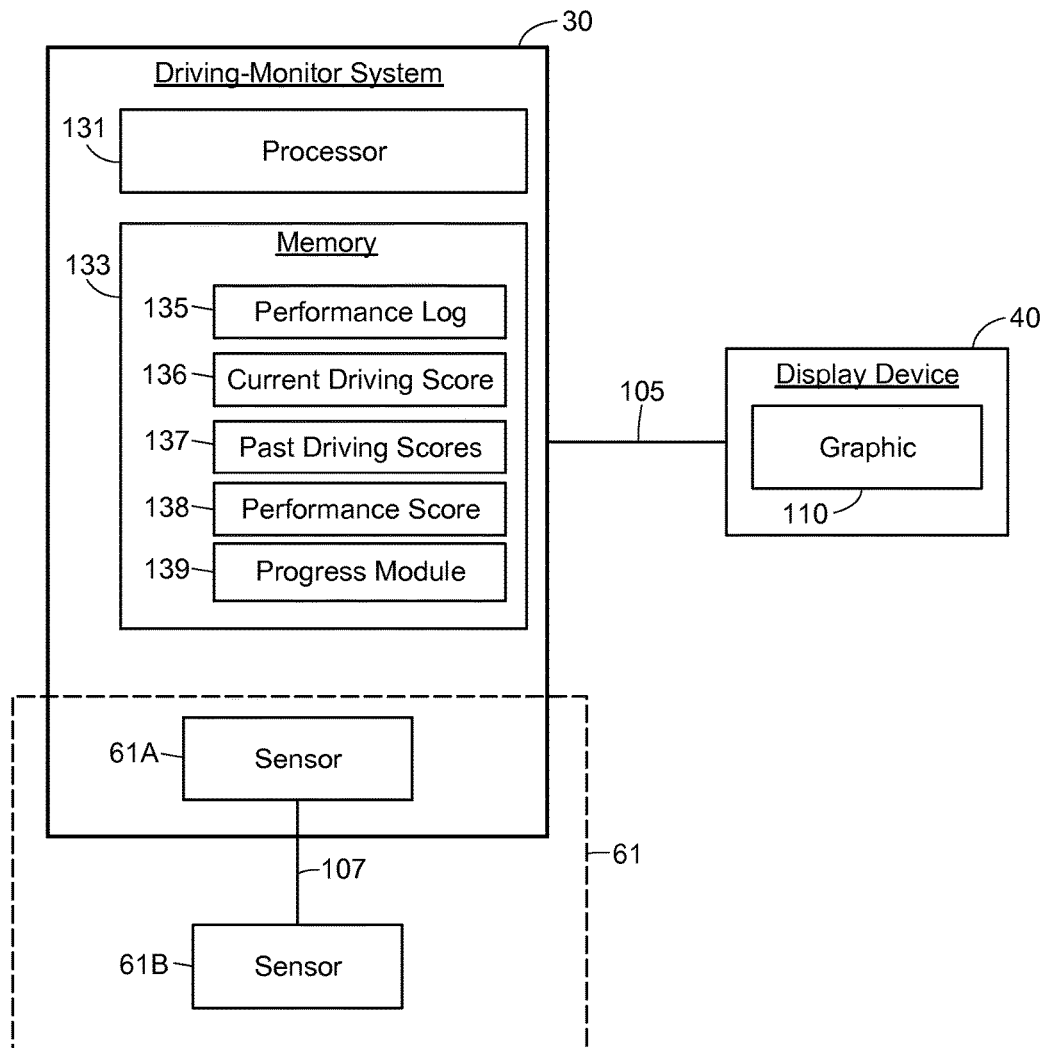 30
Driving-Monitor System
131
Processor
Memory
133
135
Performance Log
136
Current Driving Score
137
Past Driving Scores
138
Performance Score
139
Progress Module
105
40
Display Device
Graphic
110
61A
Sensor
61
107
61B
Sensor